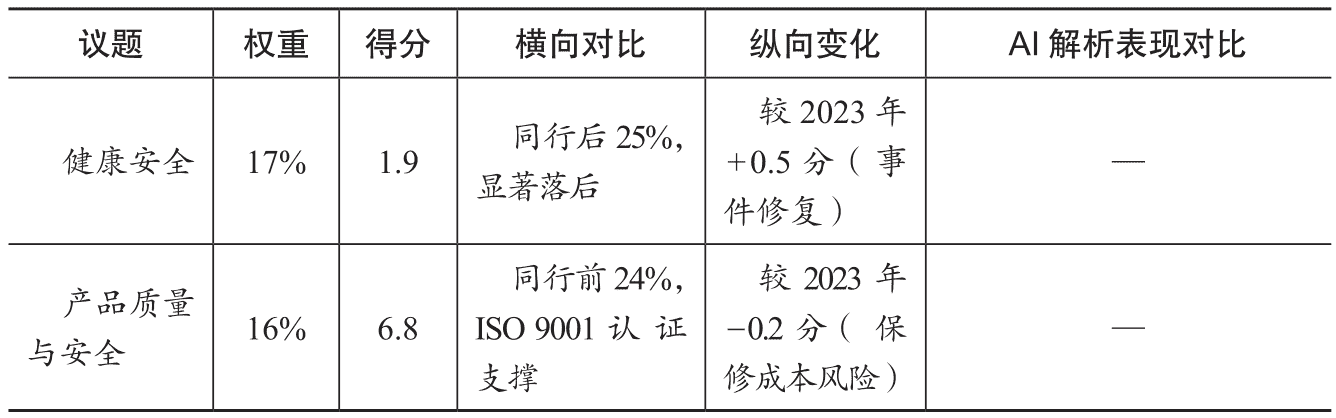 议题 权重 得分 横向对比 纵向变化 AI 解析表现对比
健康安全 17% 1.9 同行后 25%,
显著落后
较 2023 年
+0.5 分（事
件修复）
—
产品质量
与安全
16% 6.8 同行前 24%,
ISO 9001 认证
支撑
较 2023 年
−0.2 分（保
修成本风险）
—